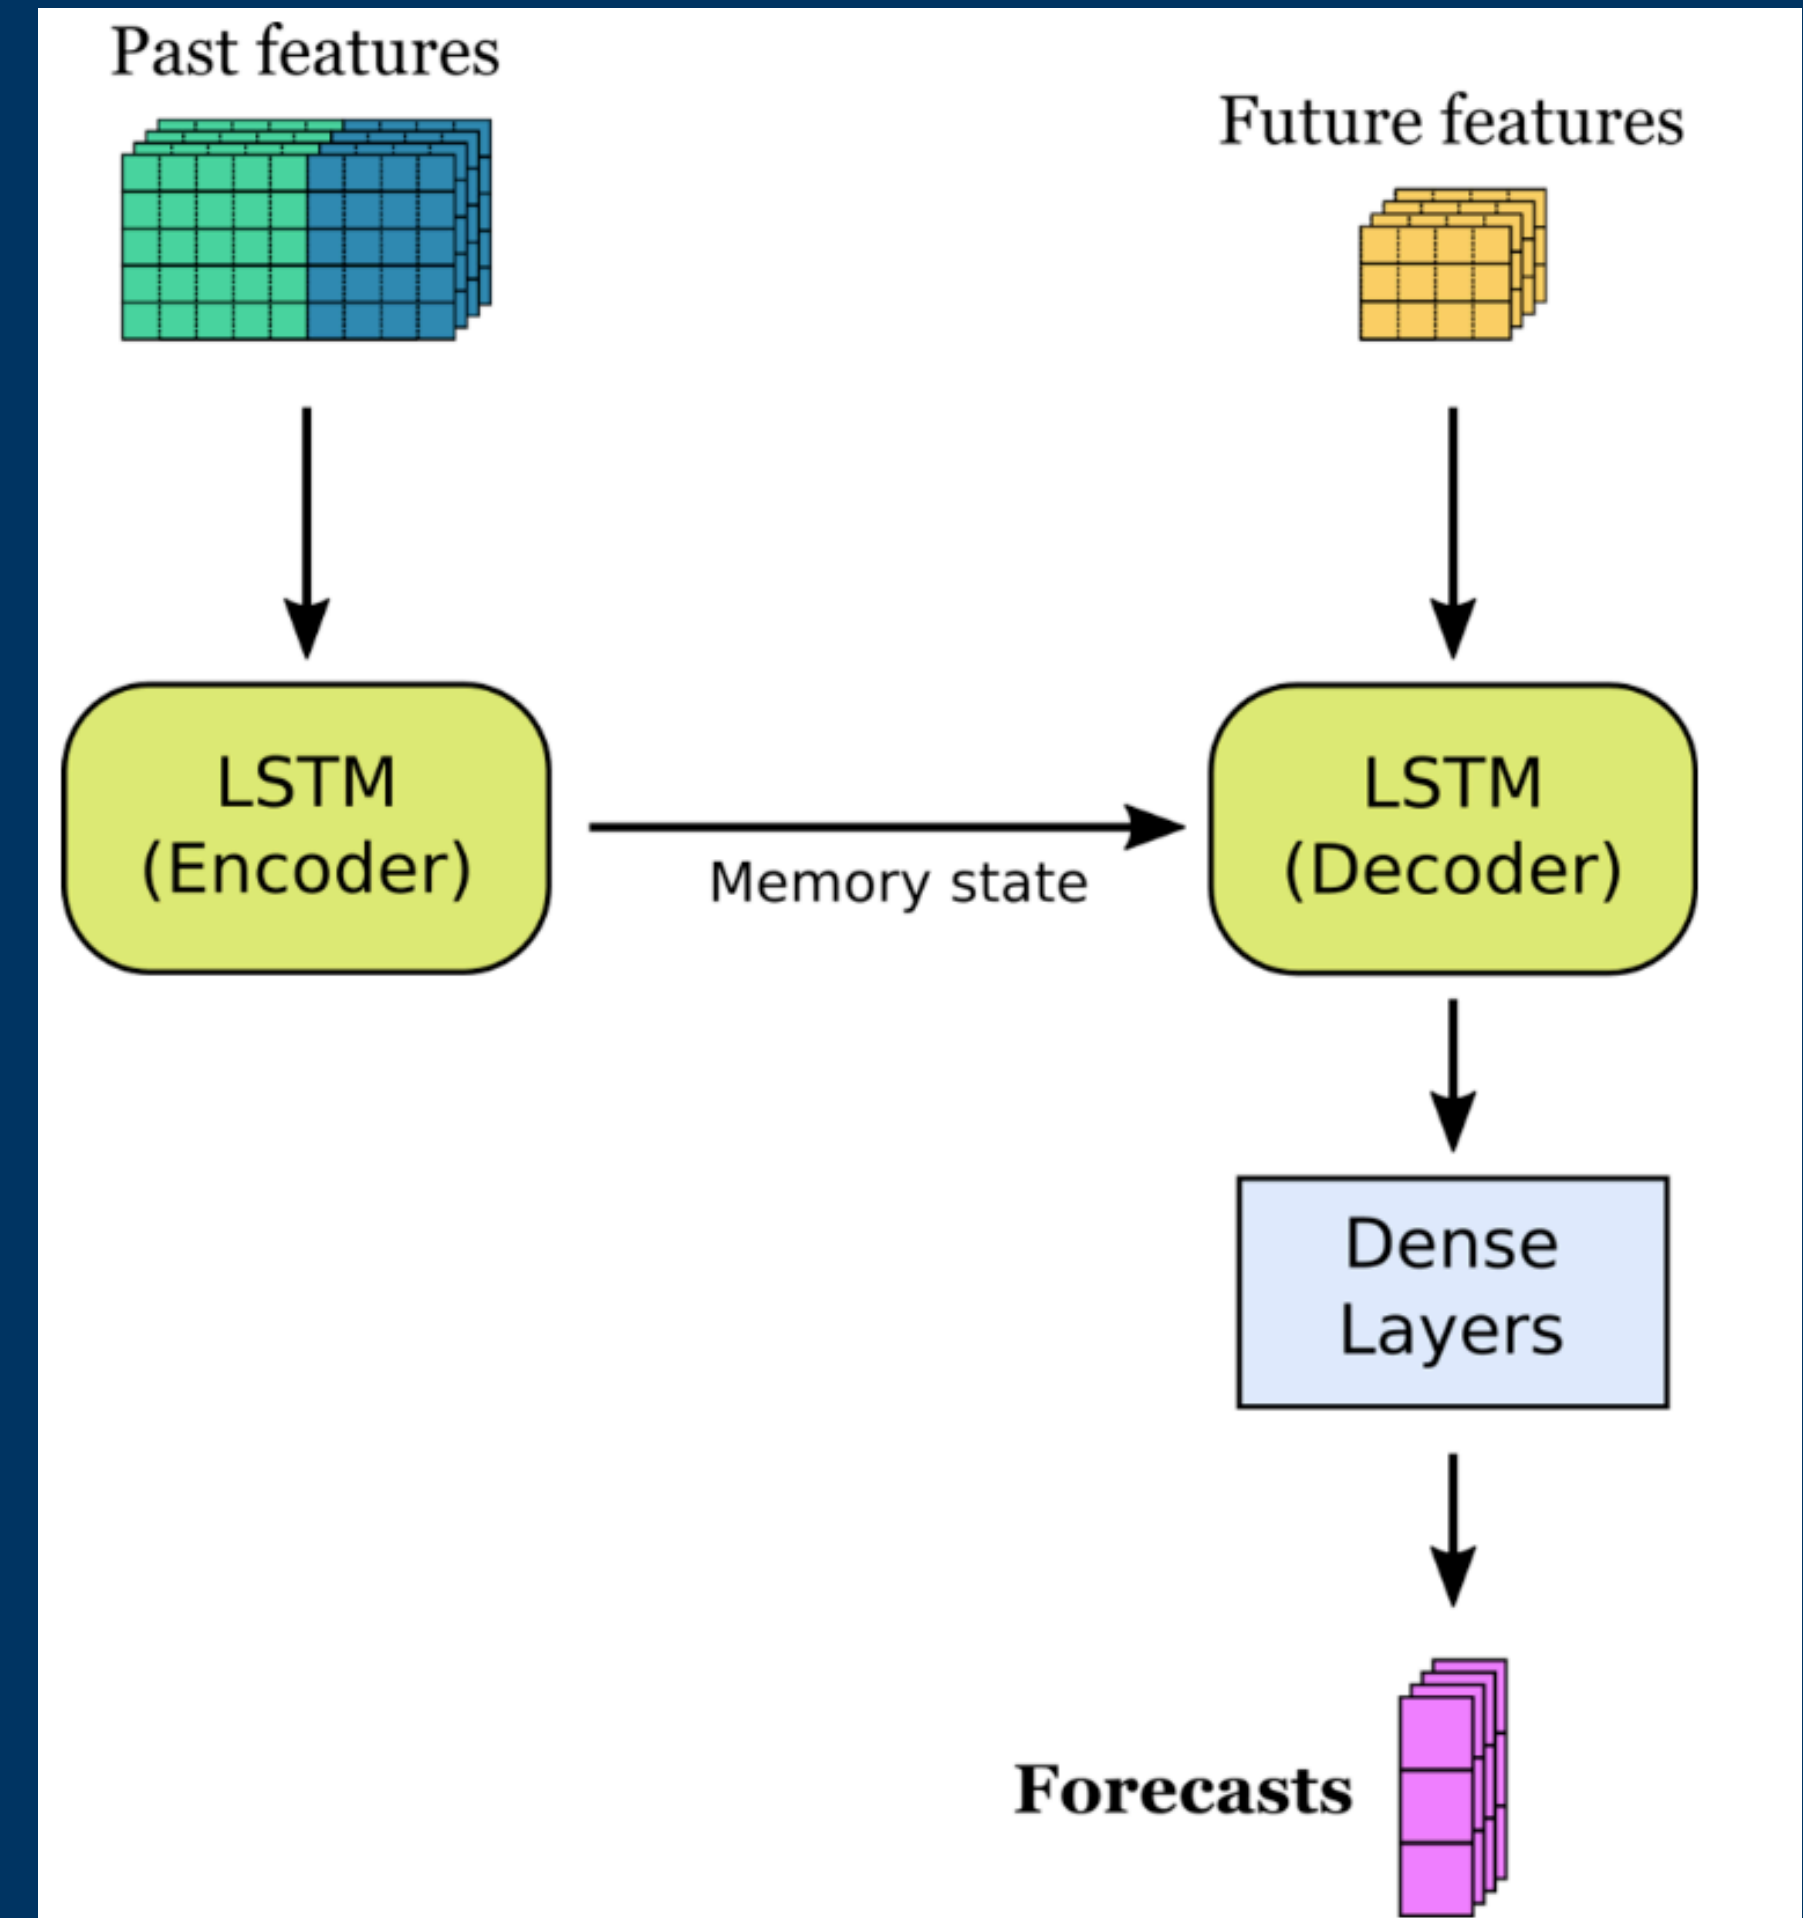 Past features
Future features
LSTM
(Encoder)
Memory state
LSTM
(Decoder)
Dense
Layers
Forecasts